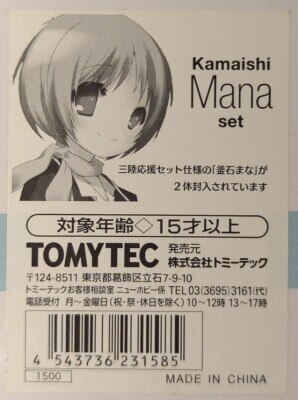 Kamaishi
Mana
set
三陸応援セット仕様の「釜石まな」が
2体封入されています
対象年齢◇15才以上
TOMYTEC 発売元 株式会社トミーテック
〒124-8511 東京都葛飾区立石7-9-10
トミーテックお客様相談室 ニューホビー係 TEL 03(3695)3161(代)
電話受付 月〜金曜日(祝・祭・休日を除く) 10〜12時 13〜17時
4 543736 231585
1500
MADE IN CHINA